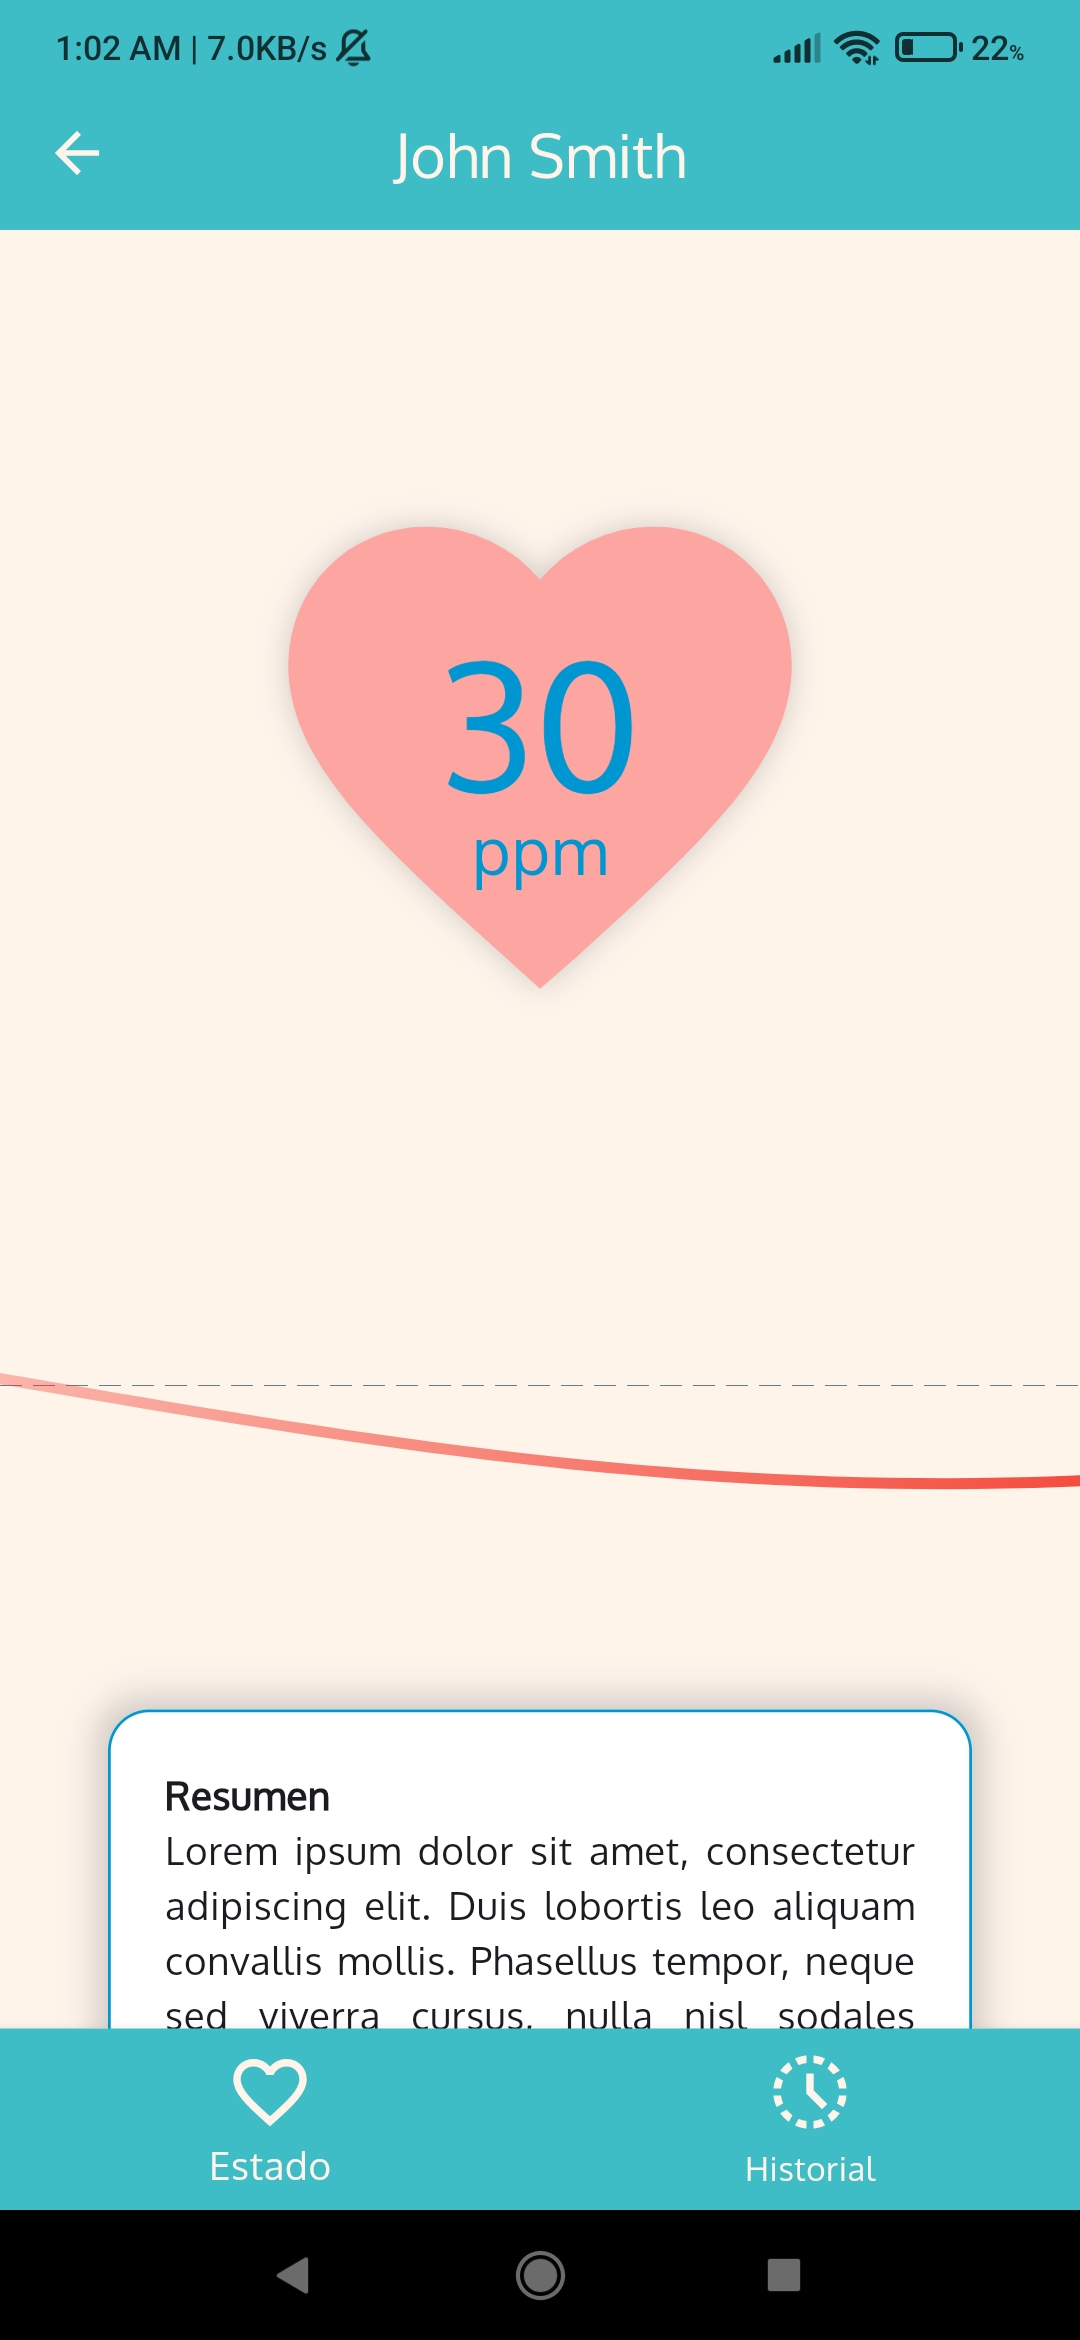 1:02 AM | 7.0KB/s 22%
John Smith
30
ppm
Resumen
Lorem ipsum dolor sit amet, consectetur
adipiscing elit. Duis lobortis leo aliquam
convallis mollis. Phasellus tempor, neque
sed viverra cursus, nulla nisl sodales
Estado Historial